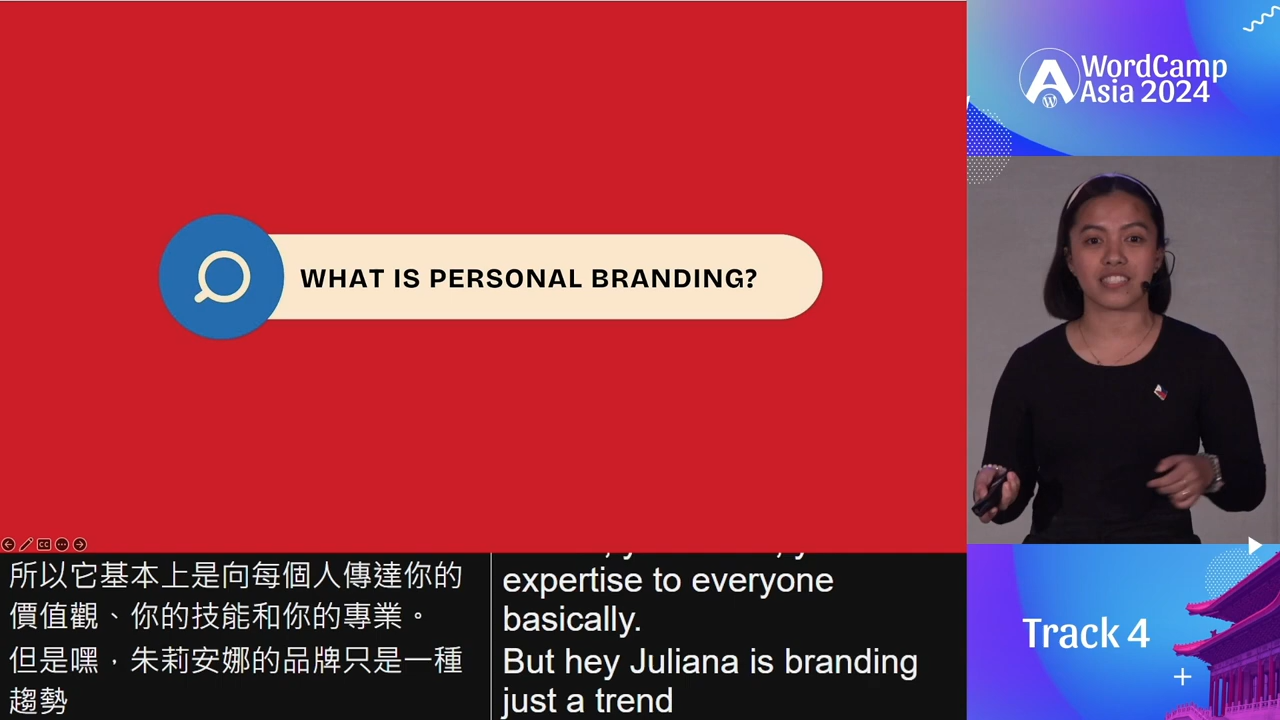 WHAT IS PERSONAL BRANDING?
WordCamp
Asia 2024
所以它基本上是向每個人傳達你的
價值觀、你的技能和你的專業。
但是嘿，朱莉安娜的品牌只是一種
趨勢
expertise to everyone
basically.
But hey Juliana is branding
just a trend
Track 4